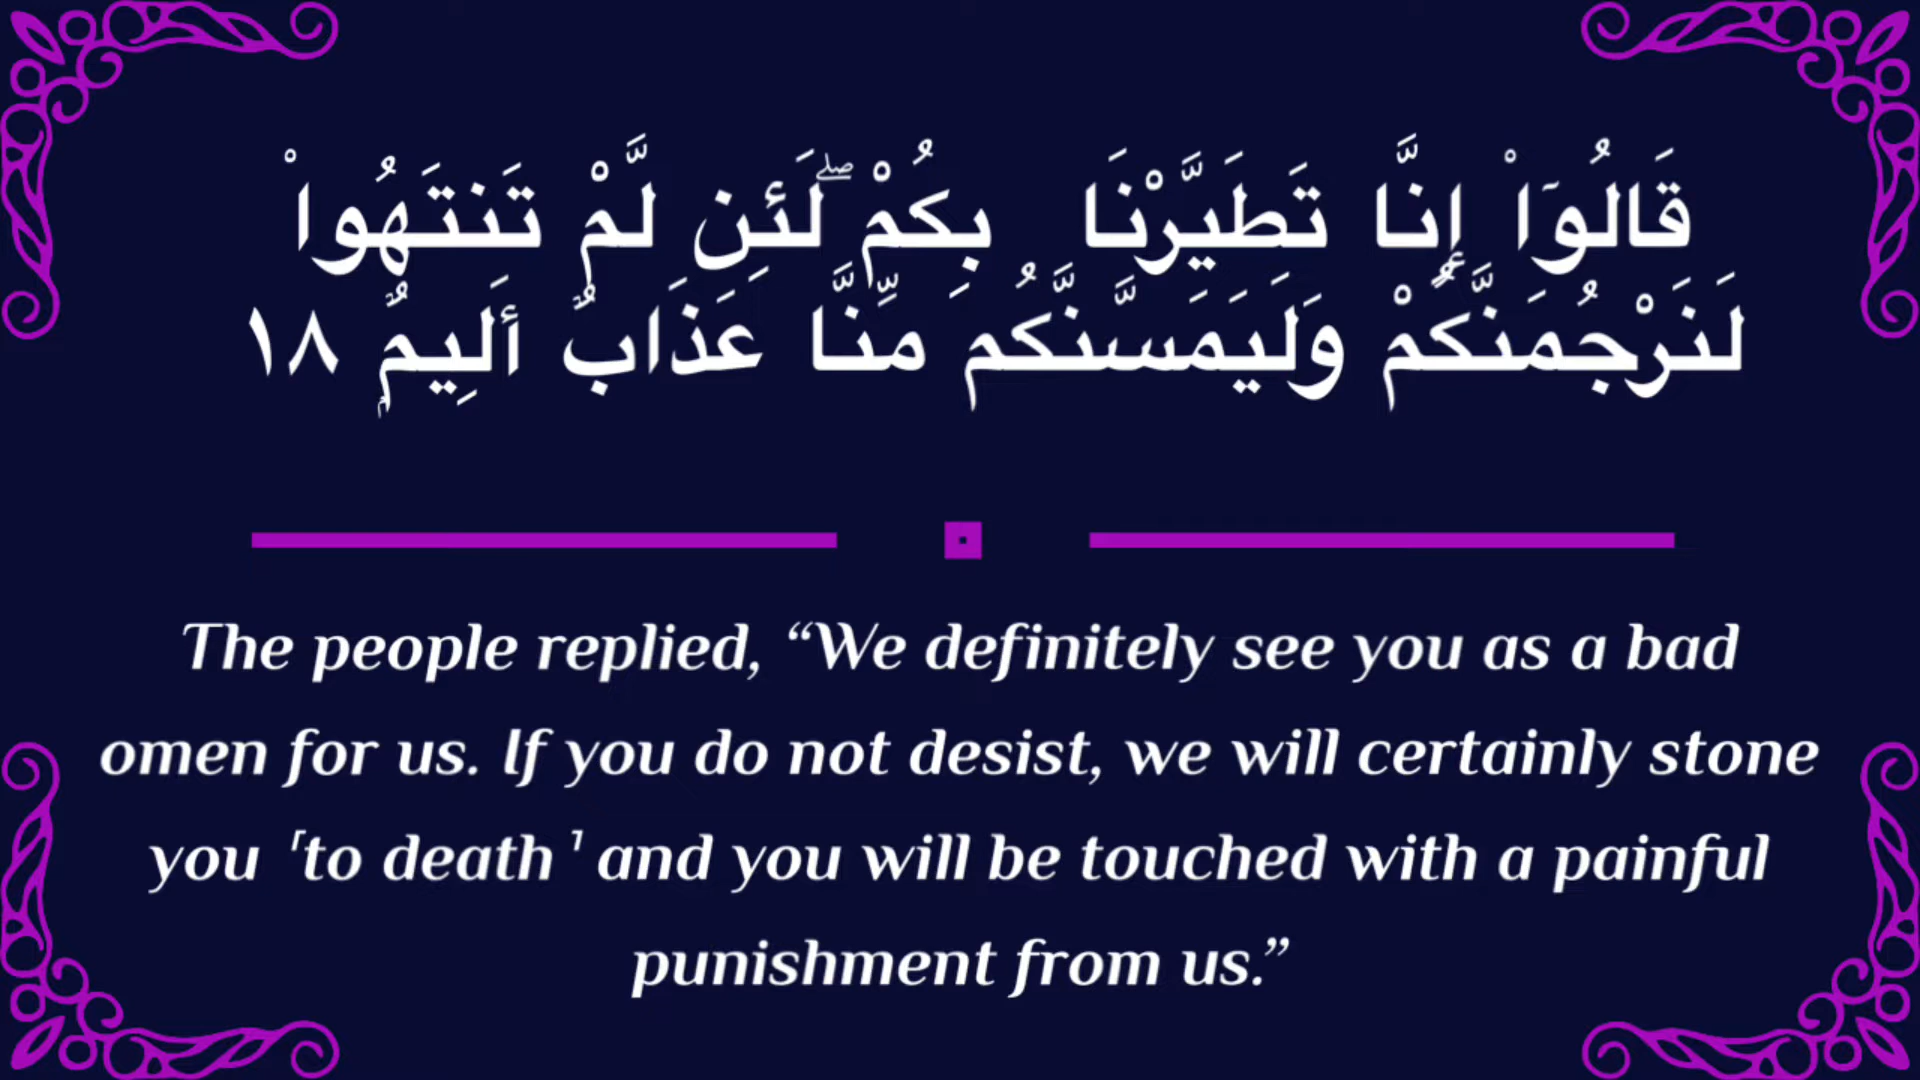 قَالُوٓا۟ إِنَّا تَطَيَّرْنَا بِكُمْ ۖ لَئِن لَّمْ تَنتَهُوا۟
لَنَرْجُمَنَّكُمْ وَلَيَمَسَّنَّكُم مِّنَّا عَذَابٌ أَلِيمٌ ١٨
The people replied, “We definitely see you as a bad
omen for us. If you do not desist, we will certainly stone
you ˹to death˺ and you will be touched with a painful
punishment from us.”